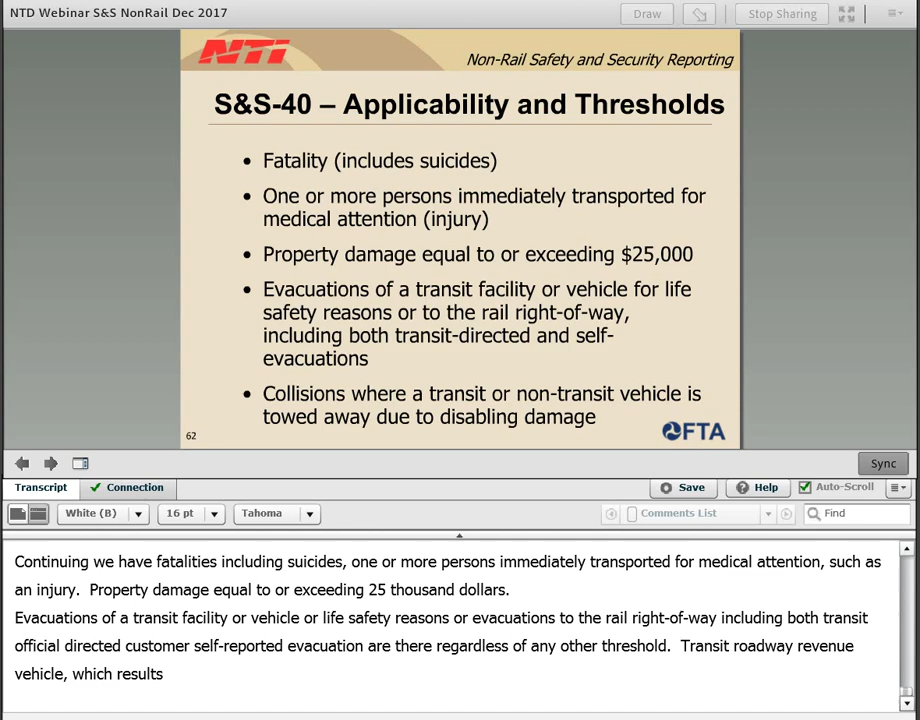 NTD Webinar S&S NonRail Dec 2017
Draw
Stop Sharing
NTI
Non-Rail Safety and Security Reporting
S&S-40 – Applicability and Thresholds
• Fatality (includes suicides)
• One or more persons immediately transported for
medical attention (injury)
• Property damage equal to or exceeding $25,000
• Evacuations of a transit facility or vehicle for life
safety reasons or to the rail right-of-way,
including both transit-directed and self-
evacuations
• Collisions where a transit or non-transit vehicle is
towed away due to disabling damage
62
FTA
Sync
Transcript
Connection
Save
Help
Auto-Scroll
White (B)
16 pt
Tahoma
Comments List
Find
Continuing we have fatalities including suicides, one or more persons immediately transported for medical attention, such as
an injury.  Property damage equal to or exceeding 25 thousand dollars.
Evacuations of a transit facility or vehicle or life safety reasons or evacuations to the rail right-of-way including both transit
official directed customer self-reported evacuation are there regardless of any other threshold.  Transit roadway revenue
vehicle, which results